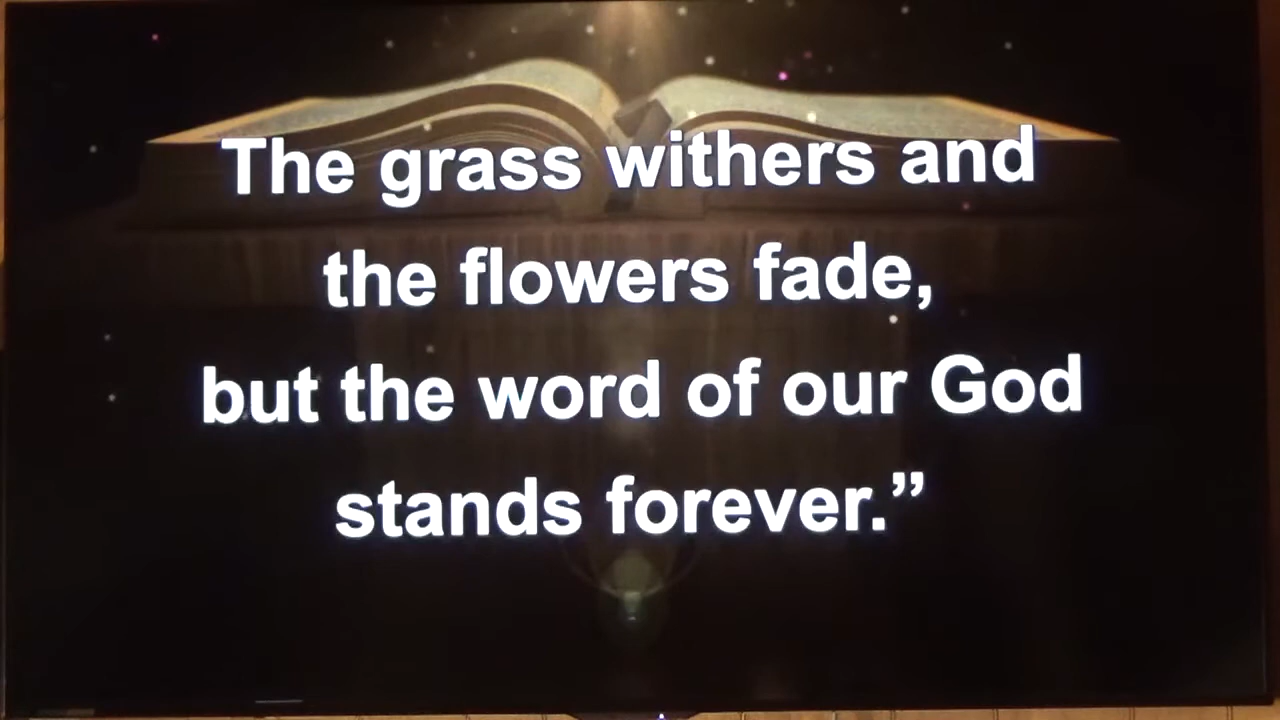 The grass withers and
the flowers fade,
but the word of our God
stands forever.”